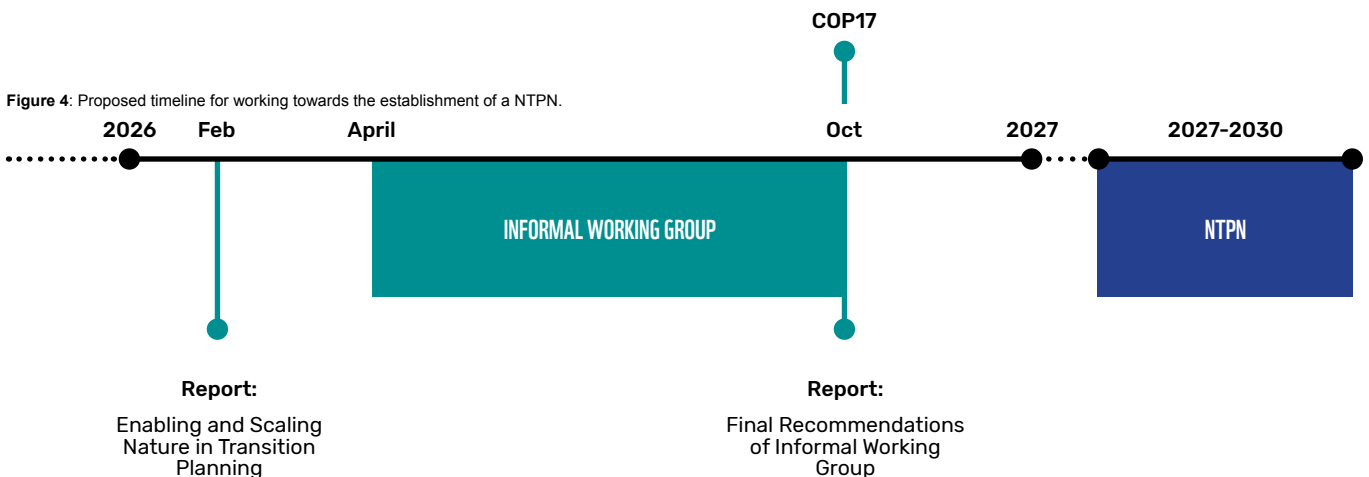 COP17
Figure 4: Proposed timeline for working towards the establishment of a NTPN.
2026 Feb April Oct 2027 2027-2030
INFORMAL WORKING GROUP
NTPN
Report:
Enabling and Scaling
Nature in Transition
Planning
Report:
Final Recommendations
of Informal Working
Group